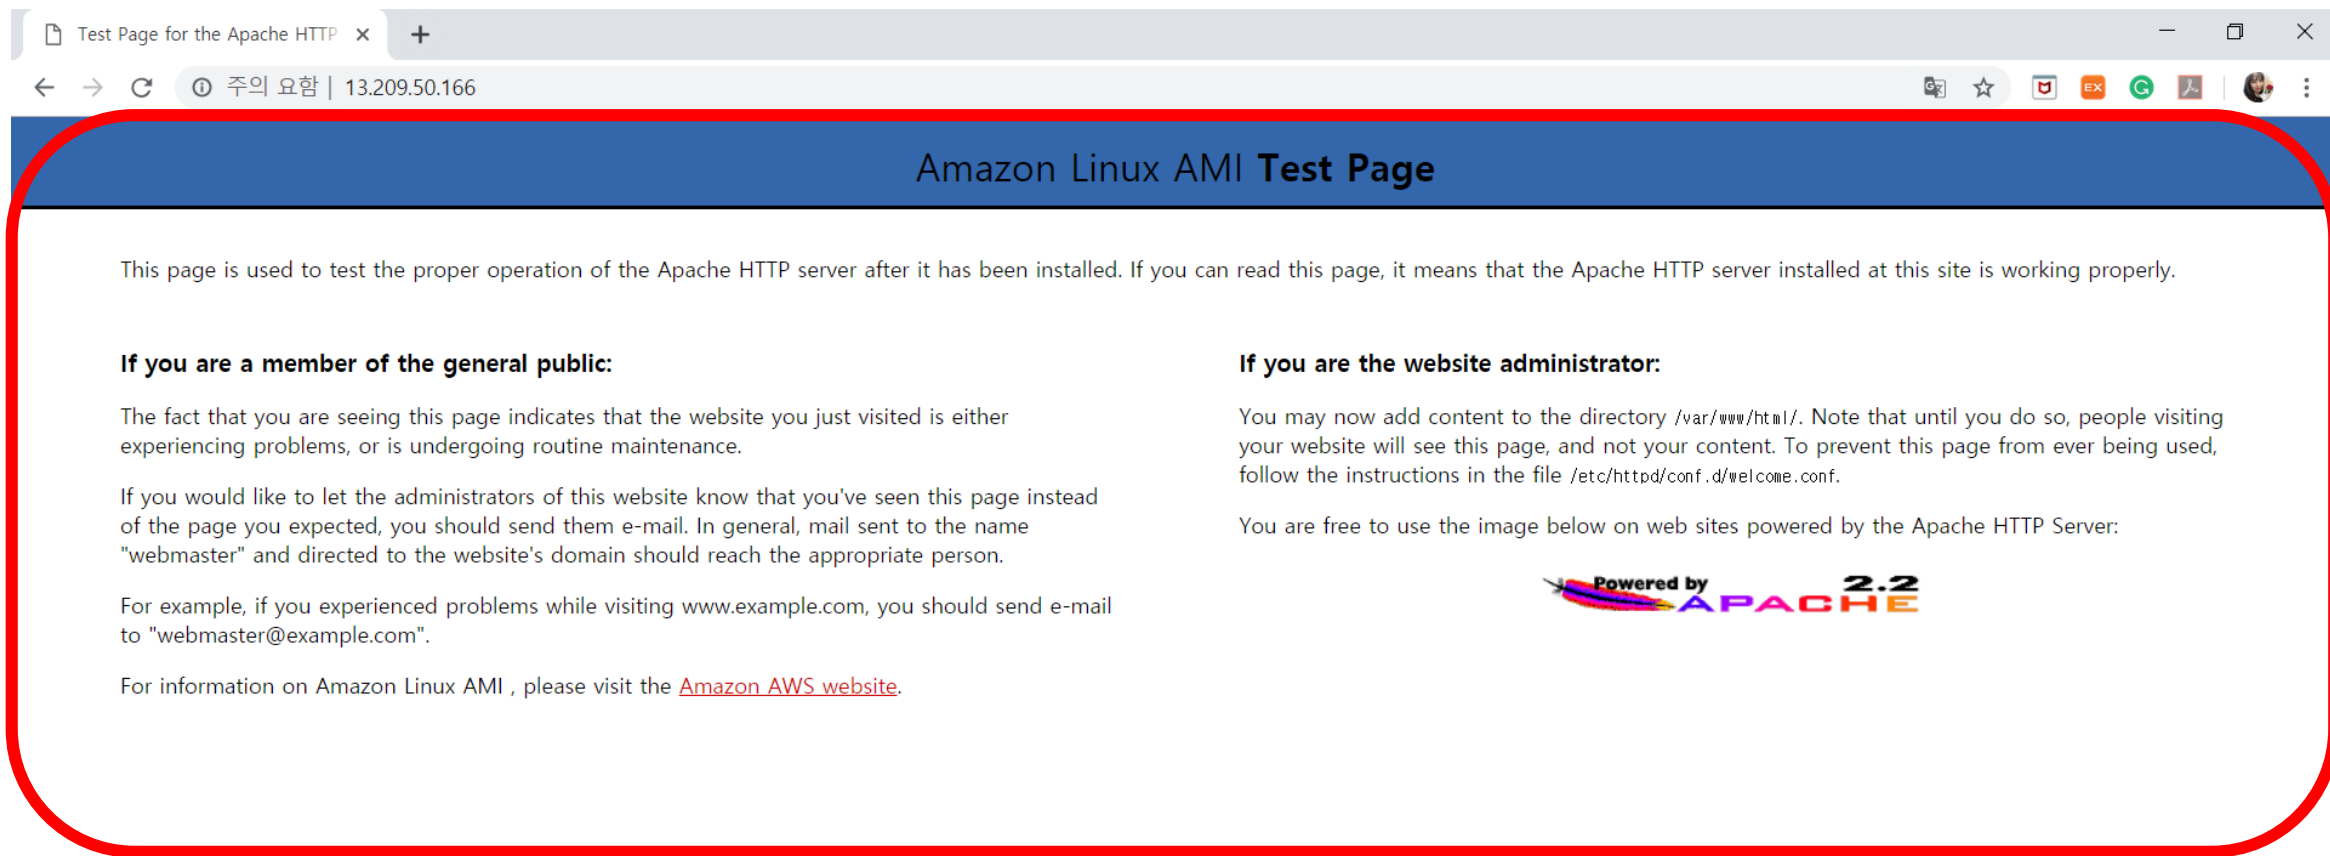 Test Page for the Apache HTTP
주의 요함 | 13.209.50.166
EX
G
Amazon Linux AMI Test Page
This page is used to test the proper operation of the Apache HTTP server after it has been installed. If you can read this page, it means that the Apache HTTP server installed at this site is working properly.
If you are a member of the general public:
The fact that you are seeing this page indicates that the website you just visited is either
experiencing problems, or is undergoing routine maintenance.
If you would like to let the administrators of this website know that you've seen this page instead
of the page you expected, you should send them e-mail. In general, mail sent to the name
"webmaster" and directed to the website's domain should reach the appropriate person.
For example, if you experienced problems while visiting www.example.com, you should send e-mail
to "webmaster@example.com".
For information on Amazon Linux AMI , please visit the Amazon AWS website.
If you are the website administrator:
You may now add content to the directory /var/www/html/. Note that until you do so, people visiting
your website will see this page, and not your content. To prevent this page from ever being used,
follow the instructions in the file /etc/httpd/conf.d/welcome.conf.
You are free to use the image below on web sites powered by the Apache HTTP Server:
Powered by 2.2
APACHE